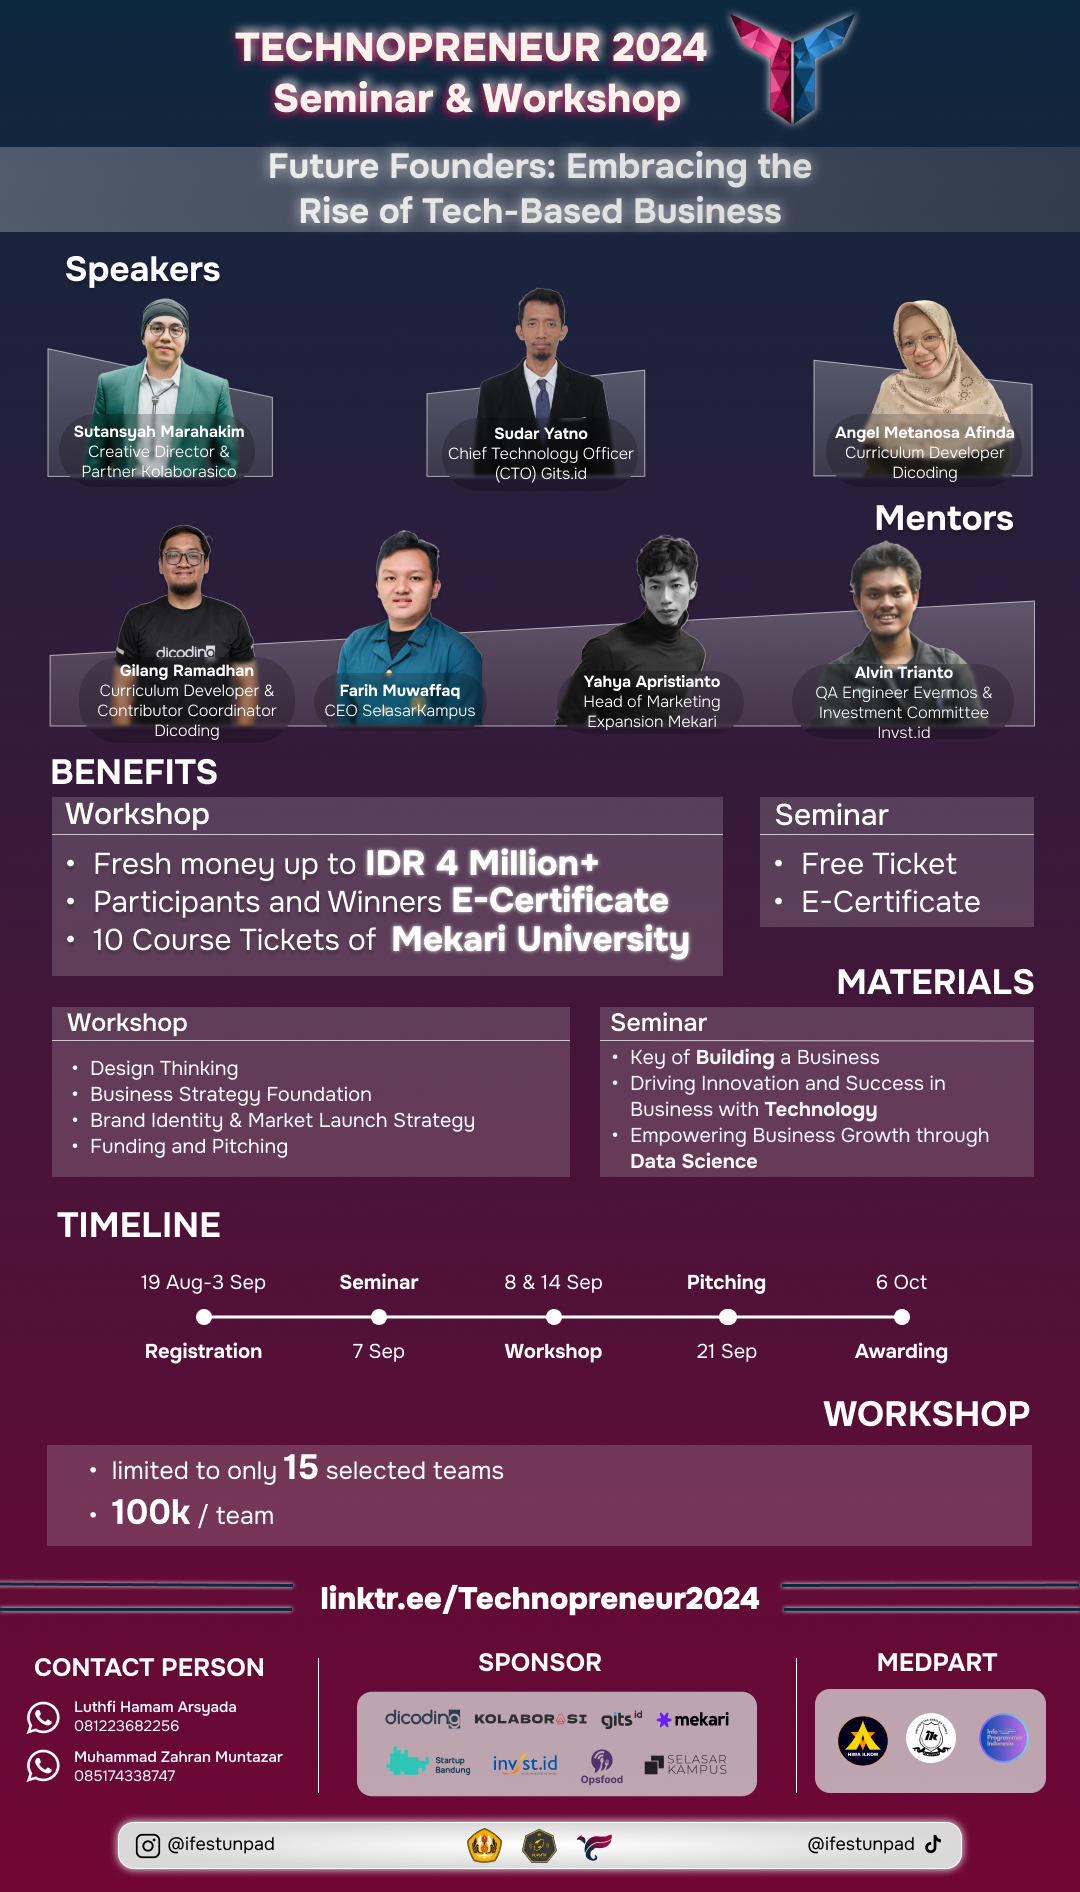 TECHNOPRENEUR 2024
Seminar & Workshop
Future Founders: Embracing the
Rise of Tech-Based Business
Speakers
Sutansyah Marahakim
Creative Director &
Partner Kolaborasico
Sudar Yatno
Chief Technology Officer
(CTO) Gits.id
Angel Metanosa Afinda
Curriculum Developer
Dicoding
Mentors
dicoding
Gilang Ramadhan
Curriculum Developer &
Contributor Coordinator
Dicoding
Farih Muwaffaq
CEO SelasarKampus
Yahya Apristianto
Head of Marketing
Expansion Mekari
Alvin Trianto
QA Engineer Evermos &
Investment Committee
Invst.id
BENEFITS
Workshop
• Fresh money up to IDR 4 Million+
• Participants and Winners E-Certificate
• 10 Course Tickets of Mekari University
Seminar
• Free Ticket
• E-Certificate
MATERIALS
Workshop
• Design Thinking
• Business Strategy Foundation
• Brand Identity & Market Launch Strategy
• Funding and Pitching
Seminar
• Key of Building a Business
• Driving Innovation and Success in
Business with Technology
• Empowering Business Growth through
Data Science
TIMELINE
19 Aug-3 Sep
Registration
Seminar
7 Sep
8 & 14 Sep
Workshop
Pitching
21 Sep
6 Oct
Awarding
WORKSHOP
• limited to only 15 selected teams
• 100k / team
linktr.ee/Technopreneur2024
CONTACT PERSON
Luthfi Hamam Arsyada
081223682256
Muhammad Zahran Muntazar
085174338747
SPONSOR
dicoding
KOLABORASI
gits id
mekari
Startup
Bandung
invst.id
Opsfood
SELASAR
KAMPUS
MEDPART
HIMA ILKOM
Info
Programmer
Indonesia
@ifestunpad
@ifestunpad